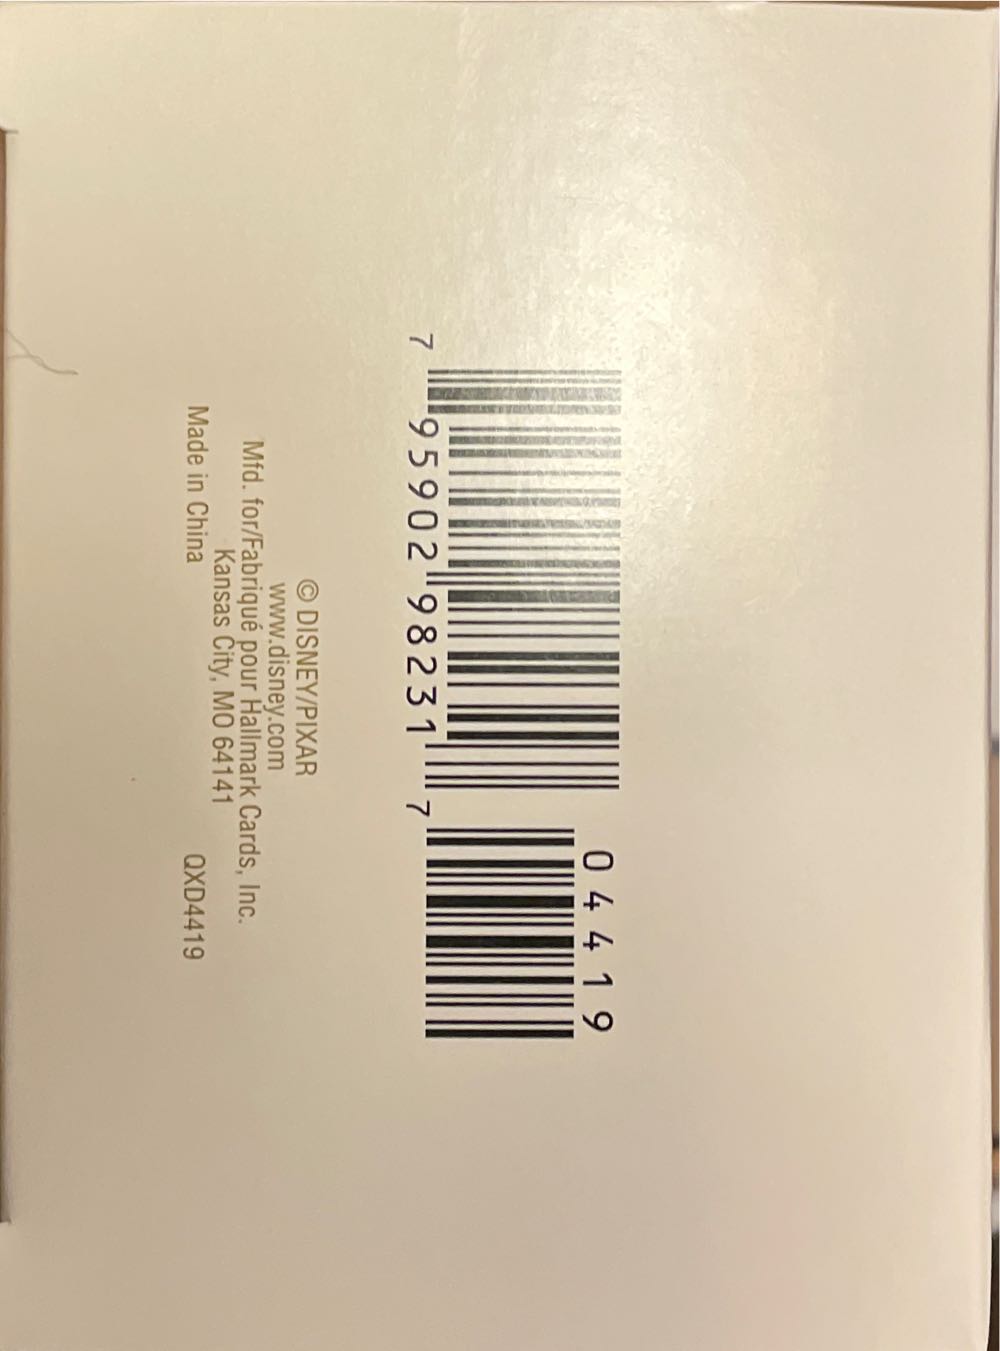 04419
7 95902 98231 7
© DISNEY/PIXAR
www.disney.com
Mfd. for/Fabriqué pour Hallmark Cards, Inc.
Kansas City, MO 64141
Made in China QXD4419